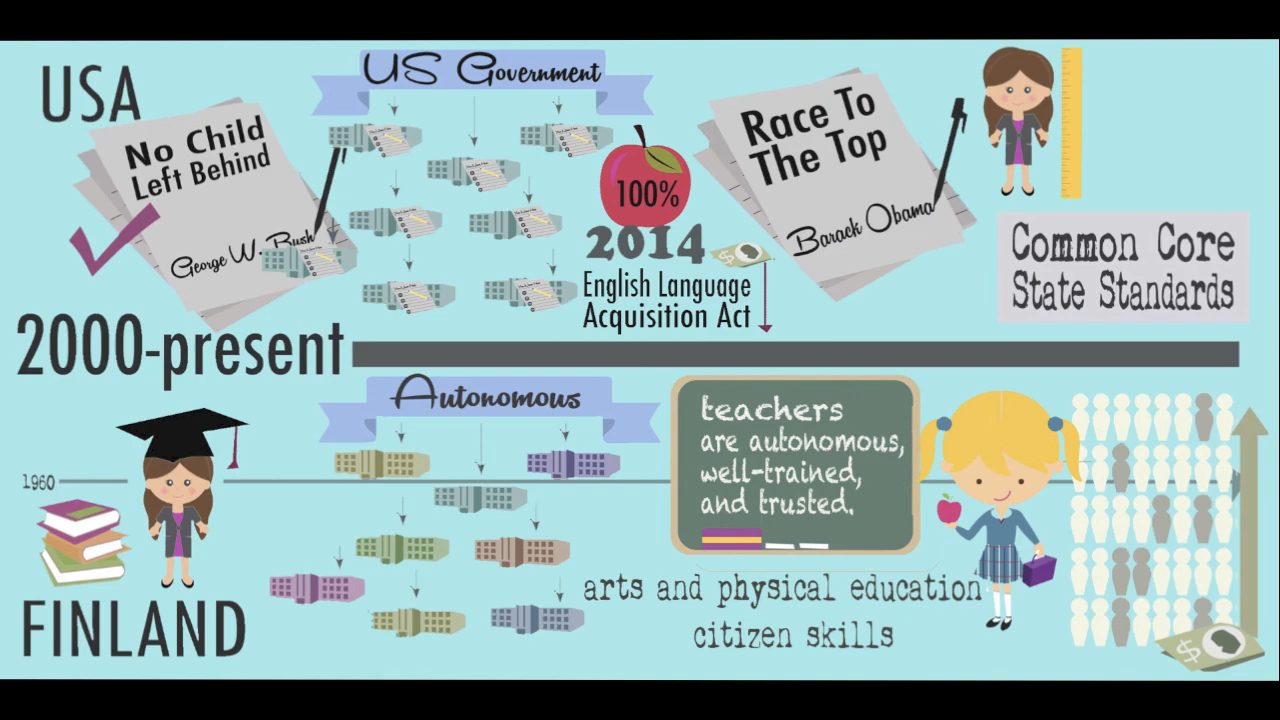 USA
US Government
No Child
Left Behind
George W. Bush
100%
2014
English Language
Acquisition Act
$
Race To
The Top
Barack Obama
Common Core
State Standards
2000-present
Autonomous
1960
FINLAND
teachers
are autonomous,
well-trained,
and trusted.
arts and physical education
citizen skills
$